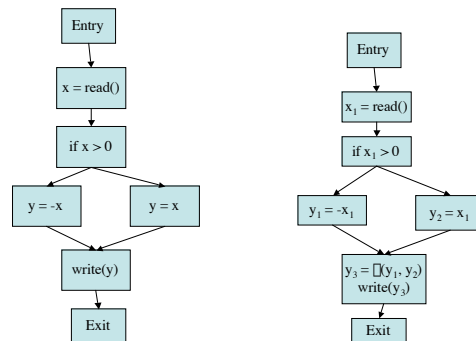 Entry
x = read()
if x > 0
y = -x
y = x
write(y)
Exit
Entry
x₁ = read()
if x₁ > 0
y₁ = -x₁
y₂ = x₁
y₃ = □(y₁, y₂)
write(y₃)
Exit